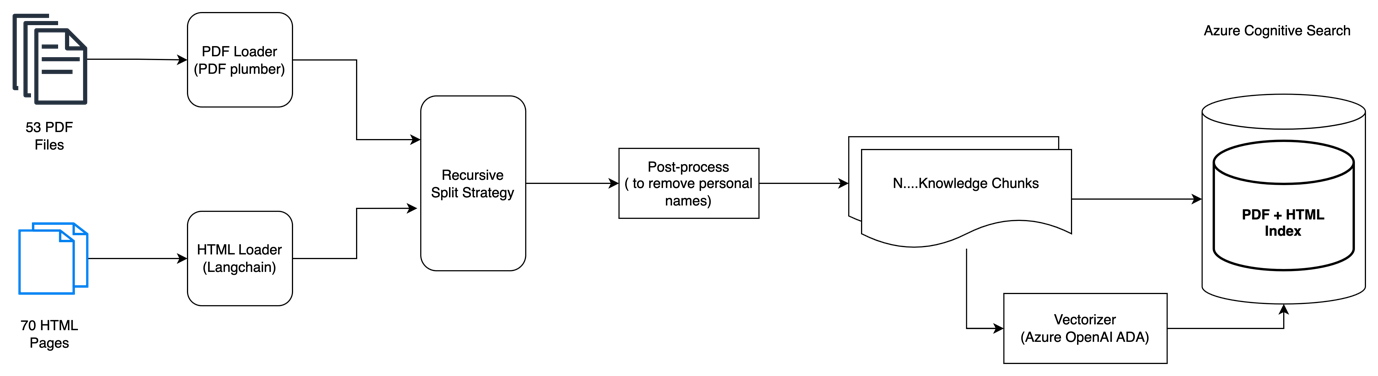 53 PDF
Files
PDF Loader
(PDF plumber)
70 HTML
Pages
HTML Loader
(Langchain)
Recursive
Split Strategy
Post-process
( to remove personal
names)
N....Knowledge Chunks
Vectorizer
(Azure OpenAI ADA)
Azure Cognitive Search
PDF + HTML
Index